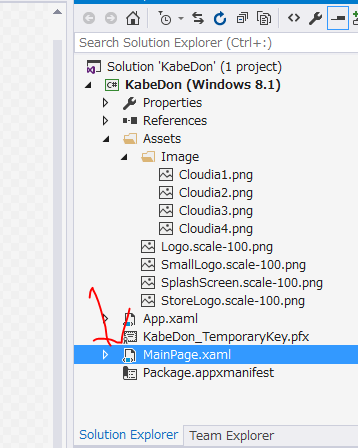 Search Solution Explorer (Ctrl+:)
Solution 'KabeDon' (1 project)
C# KabeDon (Windows 8.1)
Properties
References
Assets
Image
Cloudia1.png
Cloudia2.png
Cloudia3.png
Cloudia4.png
Logo.scale-100.png
SmallLogo.scale-100.png
SplashScreen.scale-100.png
StoreLogo.scale-100.png
App.xaml
KabeDon_TemporaryKey.pfx
MainPage.xaml
Package.appxmanifest
Solution Explorer Team Explorer